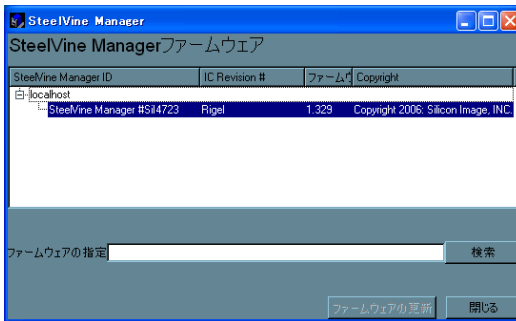 SteelVine Manager
SteelVine Managerファームウェア
SteelVine Manager ID IC Revision # ファームウ Copyright
localhost
SteelVine Manager #SiI4723 Rigel 1.329 Copyright 2006: Silicon Image, INC.
ファームウェアの指定 検索
ファームウェアの更新 閉じる